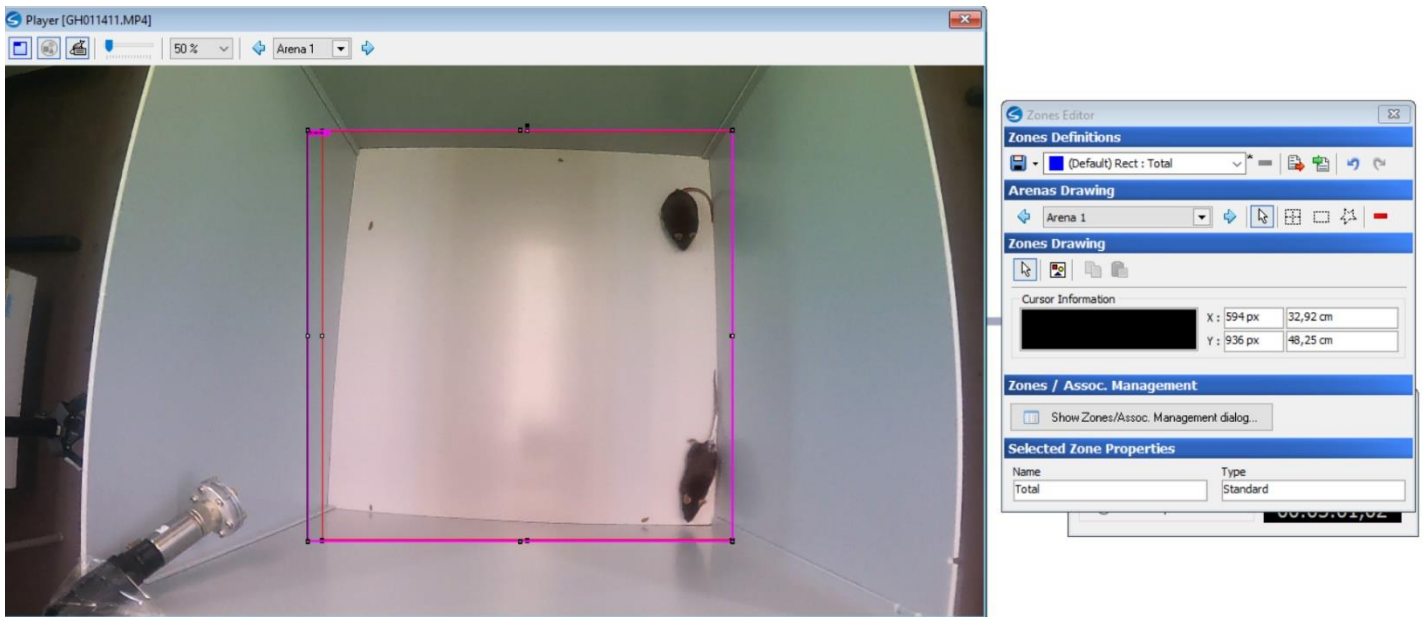 Player [GH011411.MP4]
50 %
Arena 1
Zones Editor
Zones Definitions
(Default) Rect : Total
*
Arenas Drawing
Arena 1
Zones Drawing
Cursor Information
X : 594 px 32,92 cm
Y : 936 px 48,25 cm
Zones / Assoc. Management
Show Zones/Assoc. Management dialog...
Selected Zone Properties
Name Type
Total Standard